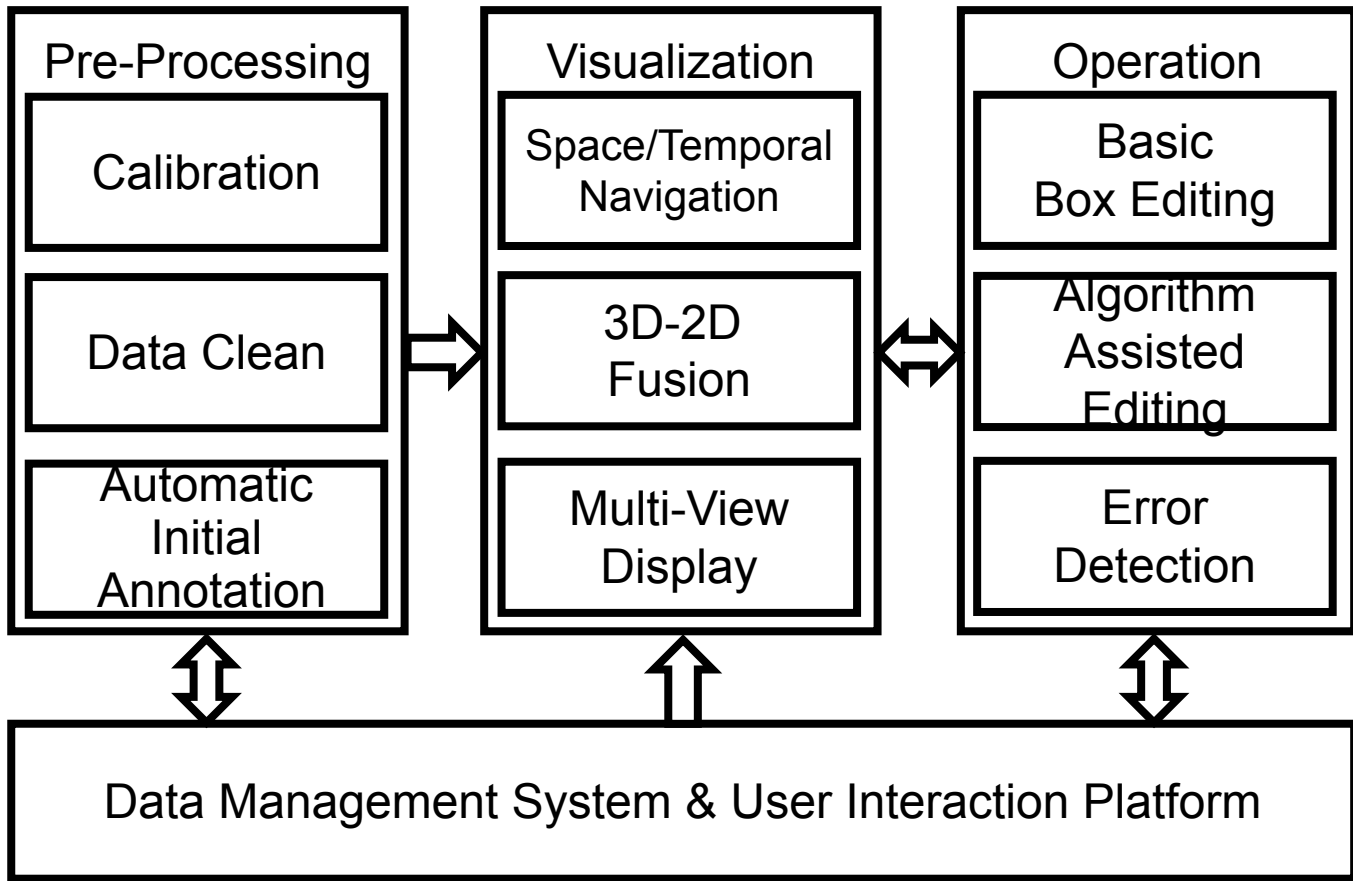 Pre-Processing
Calibration
Data Clean
Automatic
Initial
Annotation
Visualization
Space/Temporal
Navigation
3D-2D
Fusion
Multi-View
Display
Operation
Basic
Box Editing
Algorithm
Assisted
Editing
Error
Detection
Data Management System & User Interaction Platform